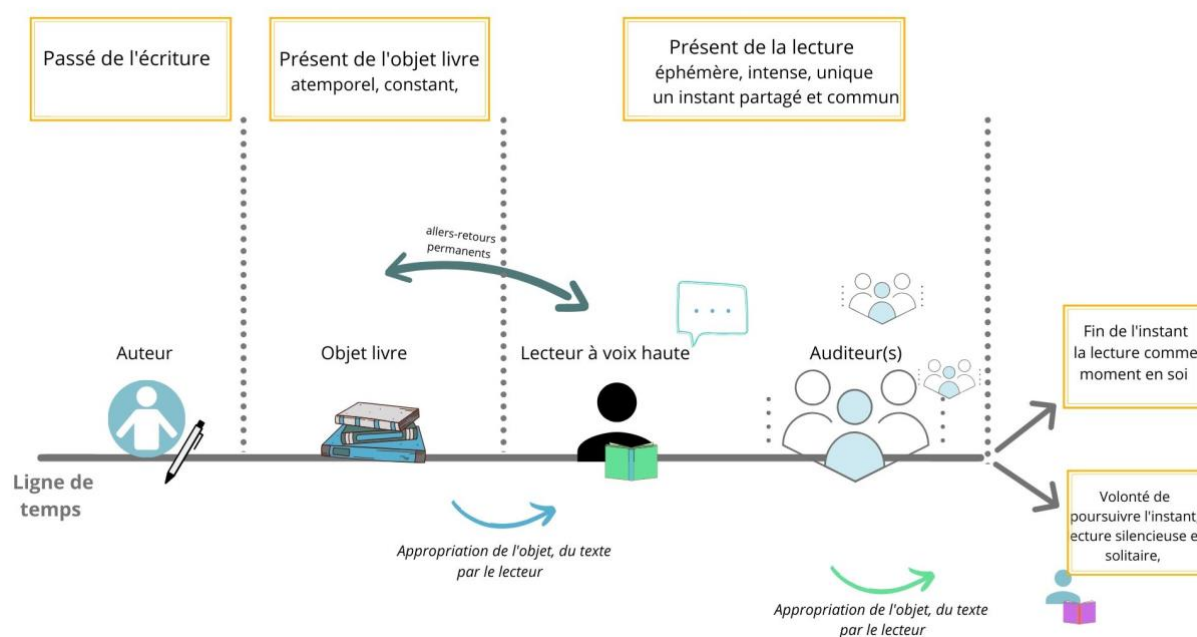 Passé de l'écriture
Présent de l'objet livre
atemporel, constant,
Présent de la lecture
éphémère, intense, unique
un instant partagé et commun
allers-retours
permanents
Auteur
Objet livre
Lecteur à voix haute
Auditeur(s)
Fin de l'instant
la lecture comme
moment en soi
Ligne de
temps
Volonté de
poursuivre l'instant,
ecture silencieuse e
solitaire,
Appropriation de l'objet, du texte
par le lecteur
Appropriation de l'objet, du texte
par le lecteur